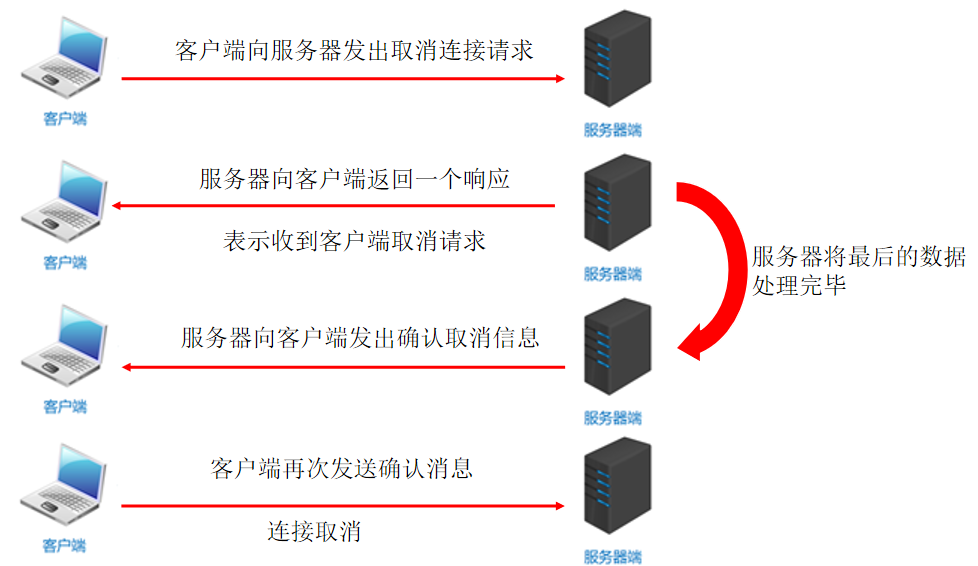 客户端向服务器发出取消连接请求
客户端
服务器端
服务器向客户端返回一个响应
表示收到客户端取消请求
客户端
服务器端
服务器将最后的数据
处理完毕
服务器向客户端发出确认取消信息
客户端
服务器端
客户端再次发送确认消息
连接取消
客户端
服务器端